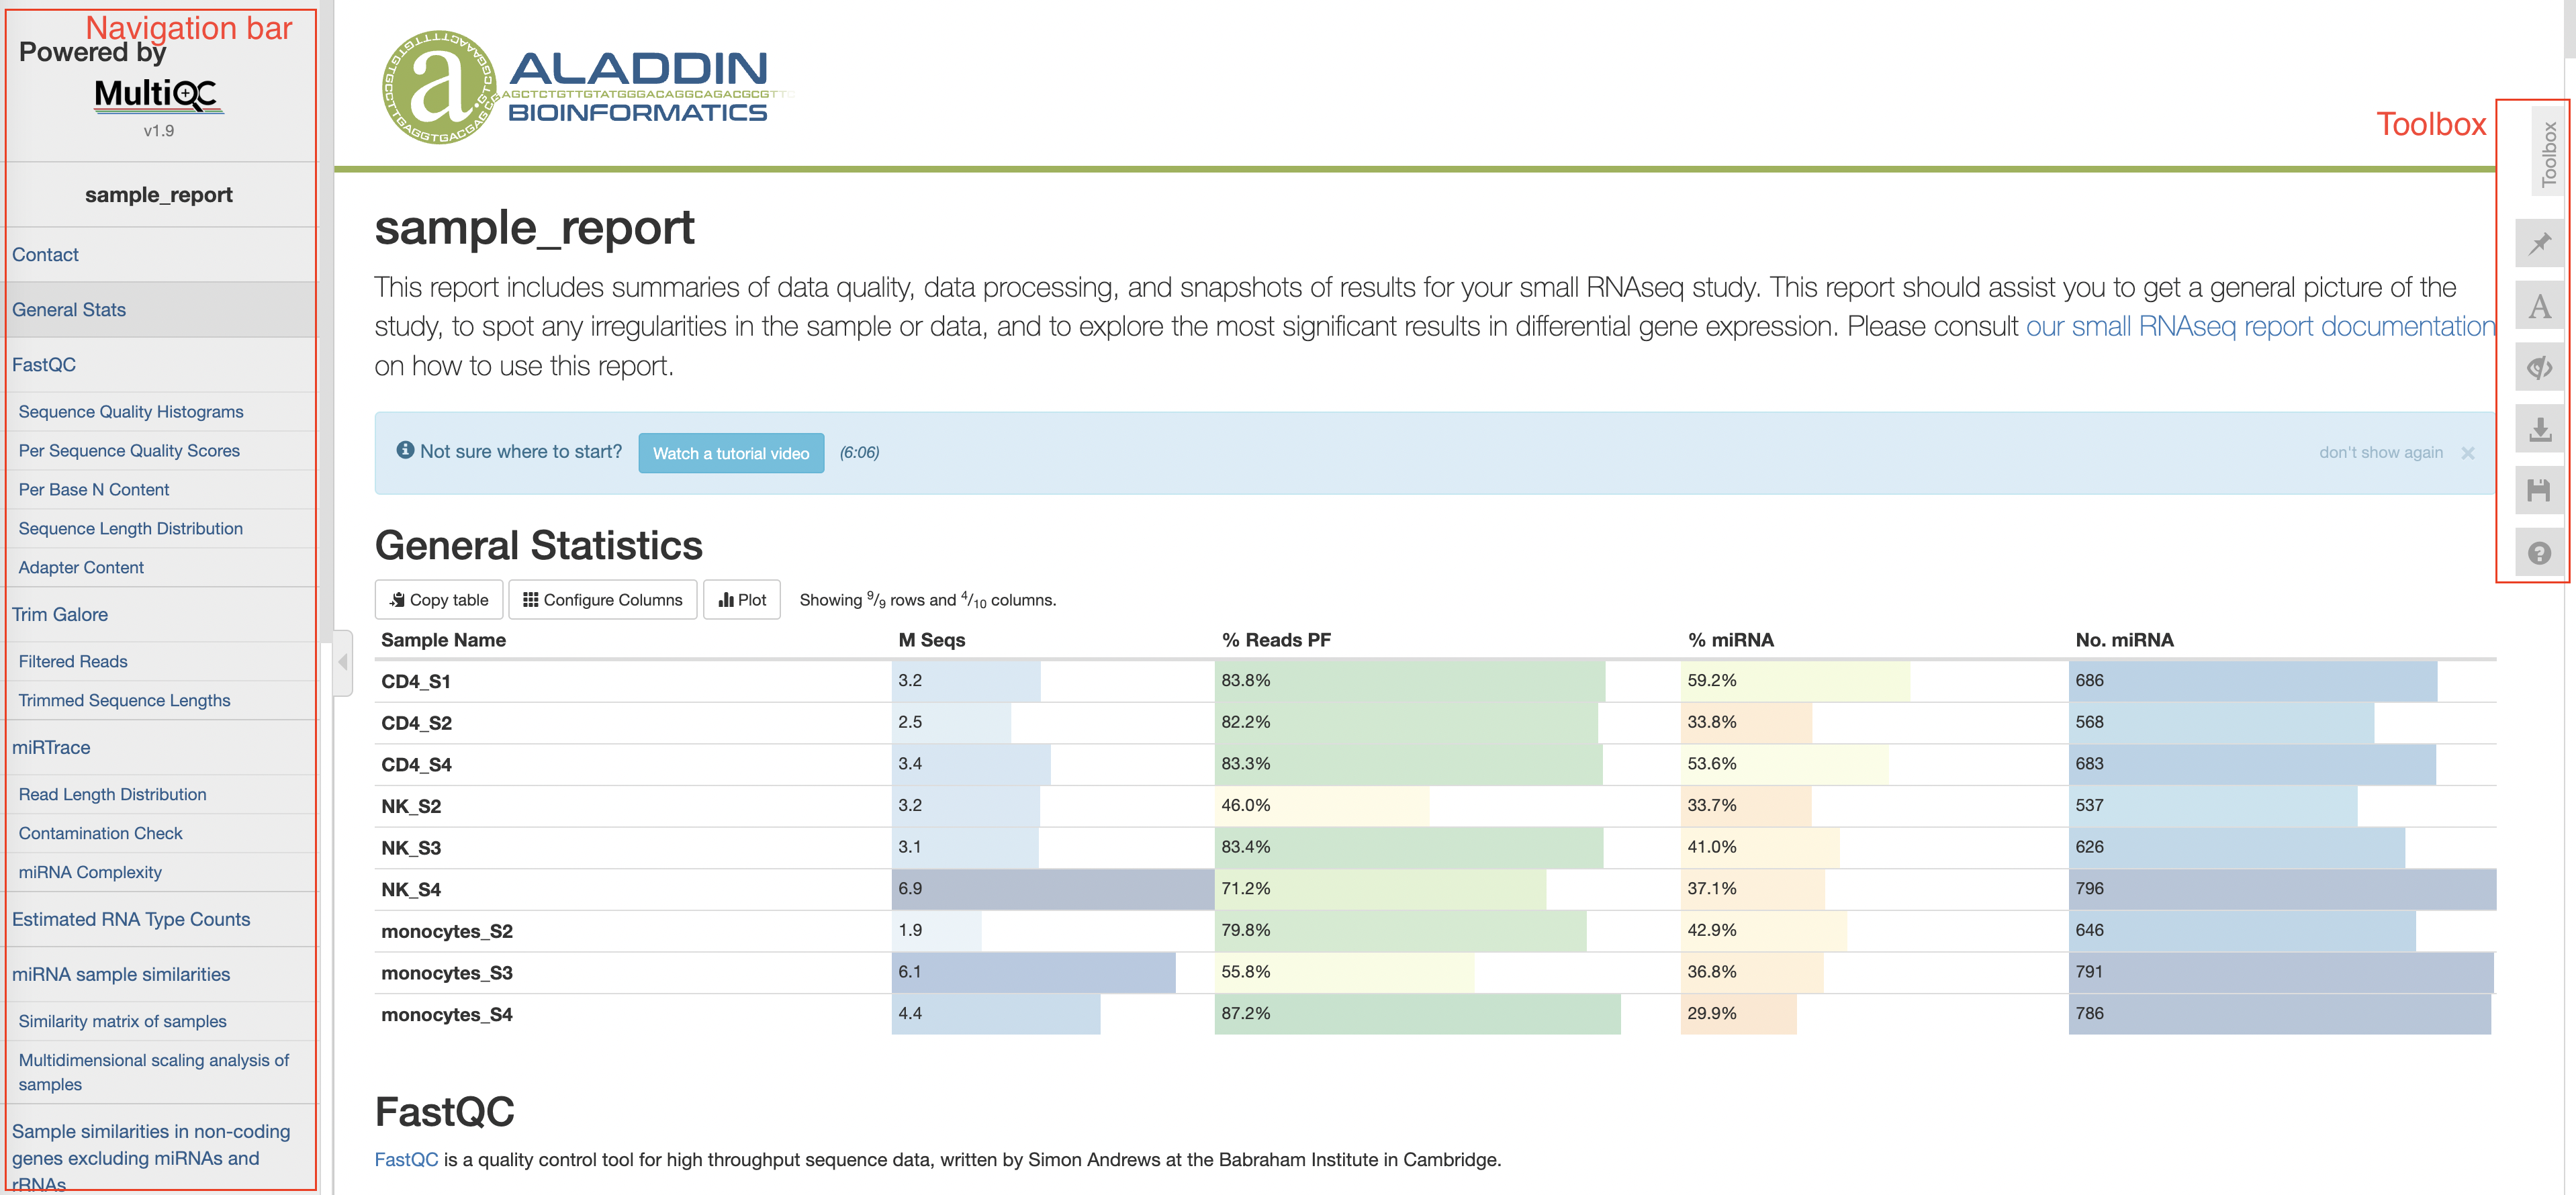 Navigation bar
Powered by
MultiQC
v1.9
sample_report
Contact
General Stats
FastQC
Sequence Quality Histograms
Per Sequence Quality Scores
Per Base N Content
Sequence Length Distribution
Adapter Content
Trim Galore
Filtered Reads
Trimmed Sequence Lengths
miRTrace
Read Length Distribution
Contamination Check
miRNA Complexity
Estimated RNA Type Counts
miRNA sample similarities
Similarity matrix of samples
Multidimensional scaling analysis of
samples
Sample similarities in non-coding
genes excluding miRNAs and
rRNAs
a
ALADDIN
AGCTCTGTTGTATGGGACAGGCAGACGCGTTC
BIOINFORMATICS
Toolbox
Toolbox
A
sample_report
This report includes summaries of data quality, data processing, and snapshots of results for your small RNAseq study. This report should assist you to get a general picture of the
study, to spot any irregularities in the sample or data, and to explore the most significant results in differential gene expression. Please consult our small RNAseq report documentation
on how to use this report.
Not sure where to start? Watch a tutorial video (6:06) don't show again ×
General Statistics
Copy table Configure Columns Plot Showing 9/9 rows and 4/10 columns.
Sample Name M Seqs % Reads PF % miRNA No. miRNA
CD4_S1 3.2 83.8% 59.2% 686
CD4_S2 2.5 82.2% 33.8% 568
CD4_S4 3.4 83.3% 53.6% 683
NK_S2 3.2 46.0% 33.7% 537
NK_S3 3.1 83.4% 41.0% 626
NK_S4 6.9 71.2% 37.1% 796
monocytes_S2 1.9 79.8% 42.9% 646
monocytes_S3 6.1 55.8% 36.8% 791
monocytes_S4 4.4 87.2% 29.9% 786
FastQC
FastQC is a quality control tool for high throughput sequence data, written by Simon Andrews at the Babraham Institute in Cambridge.